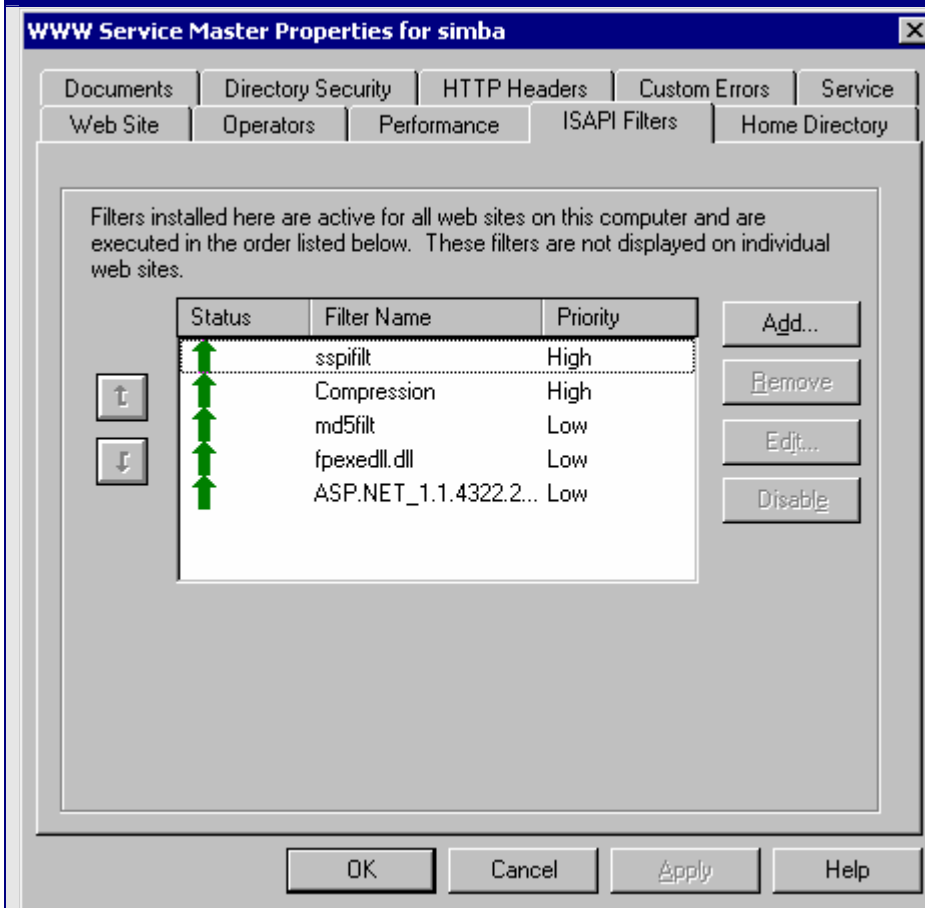 WWW Service Master Properties for simba
Documents Directory Security HTTP Headers Custom Errors Service
Web Site Operators Performance ISAPI Filters Home Directory
Filters installed here are active for all web sites on this computer and are
executed in the order listed below. These filters are not displayed on individual
web sites.
Status Filter Name Priority
sspifilt High
Compression High
md5filt Low
fpexedll.dll Low
ASP.NET_1.1.4322.2... Low
Add...
Remove
Edit...
Disable
OK Cancel Apply Help